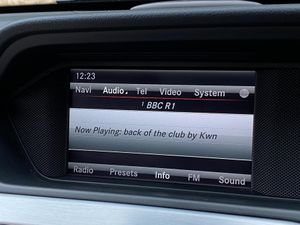 12:23
Navi Audio Tel Video System
1 BBC R1
Now Playing: back of the club by Kwn
Radio Presets Info FM Sound